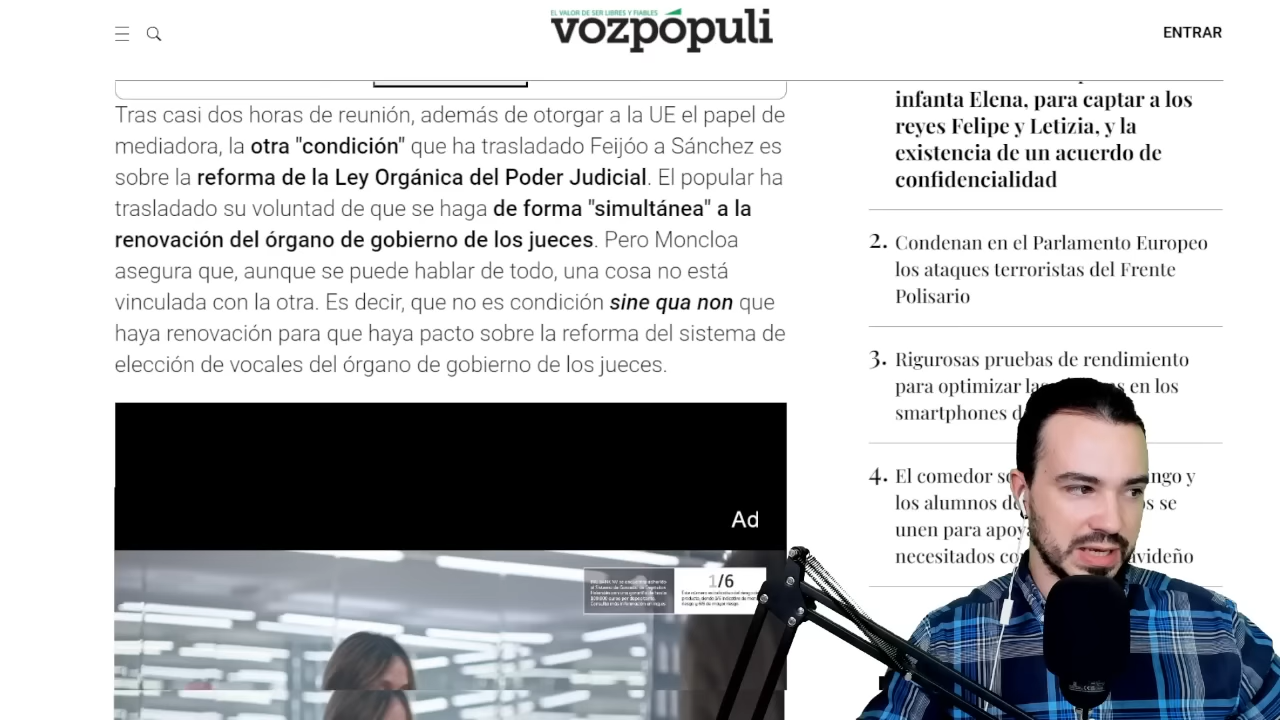 EL VALOR DE SER LIBRES Y FIABLES
vozpópuli
ENTRAR
Tras casi dos horas de reunión, además de otorgar a la UE el papel de
mediadora, la otra "condición" que ha trasladado Feijóo a Sánchez es
sobre la reforma de la Ley Orgánica del Poder Judicial. El popular ha
trasladado su voluntad de que se haga de forma "simultánea" a la
renovación del órgano de gobierno de los jueces. Pero Moncloa
asegura que, aunque se puede hablar de todo, una cosa no está
vinculada con la otra. Es decir, que no es condición sine qua non que
haya renovación para que haya pacto sobre la reforma del sistema de
elección de vocales del órgano de gobierno de los jueces.
Ad
1/6
infanta Elena, para captar a los
reyes Felipe y Letizia, y la
existencia de un acuerdo de
confidencialidad
2. Condenan en el Parlamento Europeo
los ataques terroristas del Frente
Polisario
3. Rigurosas pruebas de rendimiento
para optimizar en los
smartphones
4. El comedor y
los alumnos se
unen para
necesitados